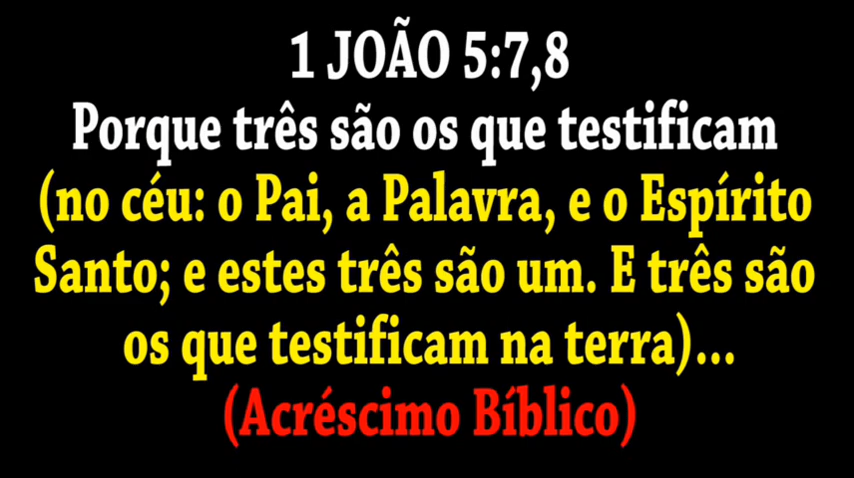 1 JOÃO 5:7,8
Porque três são os que testificam
(no céu: o Pai, a Palavra, e o Espírito
Santo; e estes três são um. E três são
os que testificam na terra)...
(Acréscimo Bíblico)